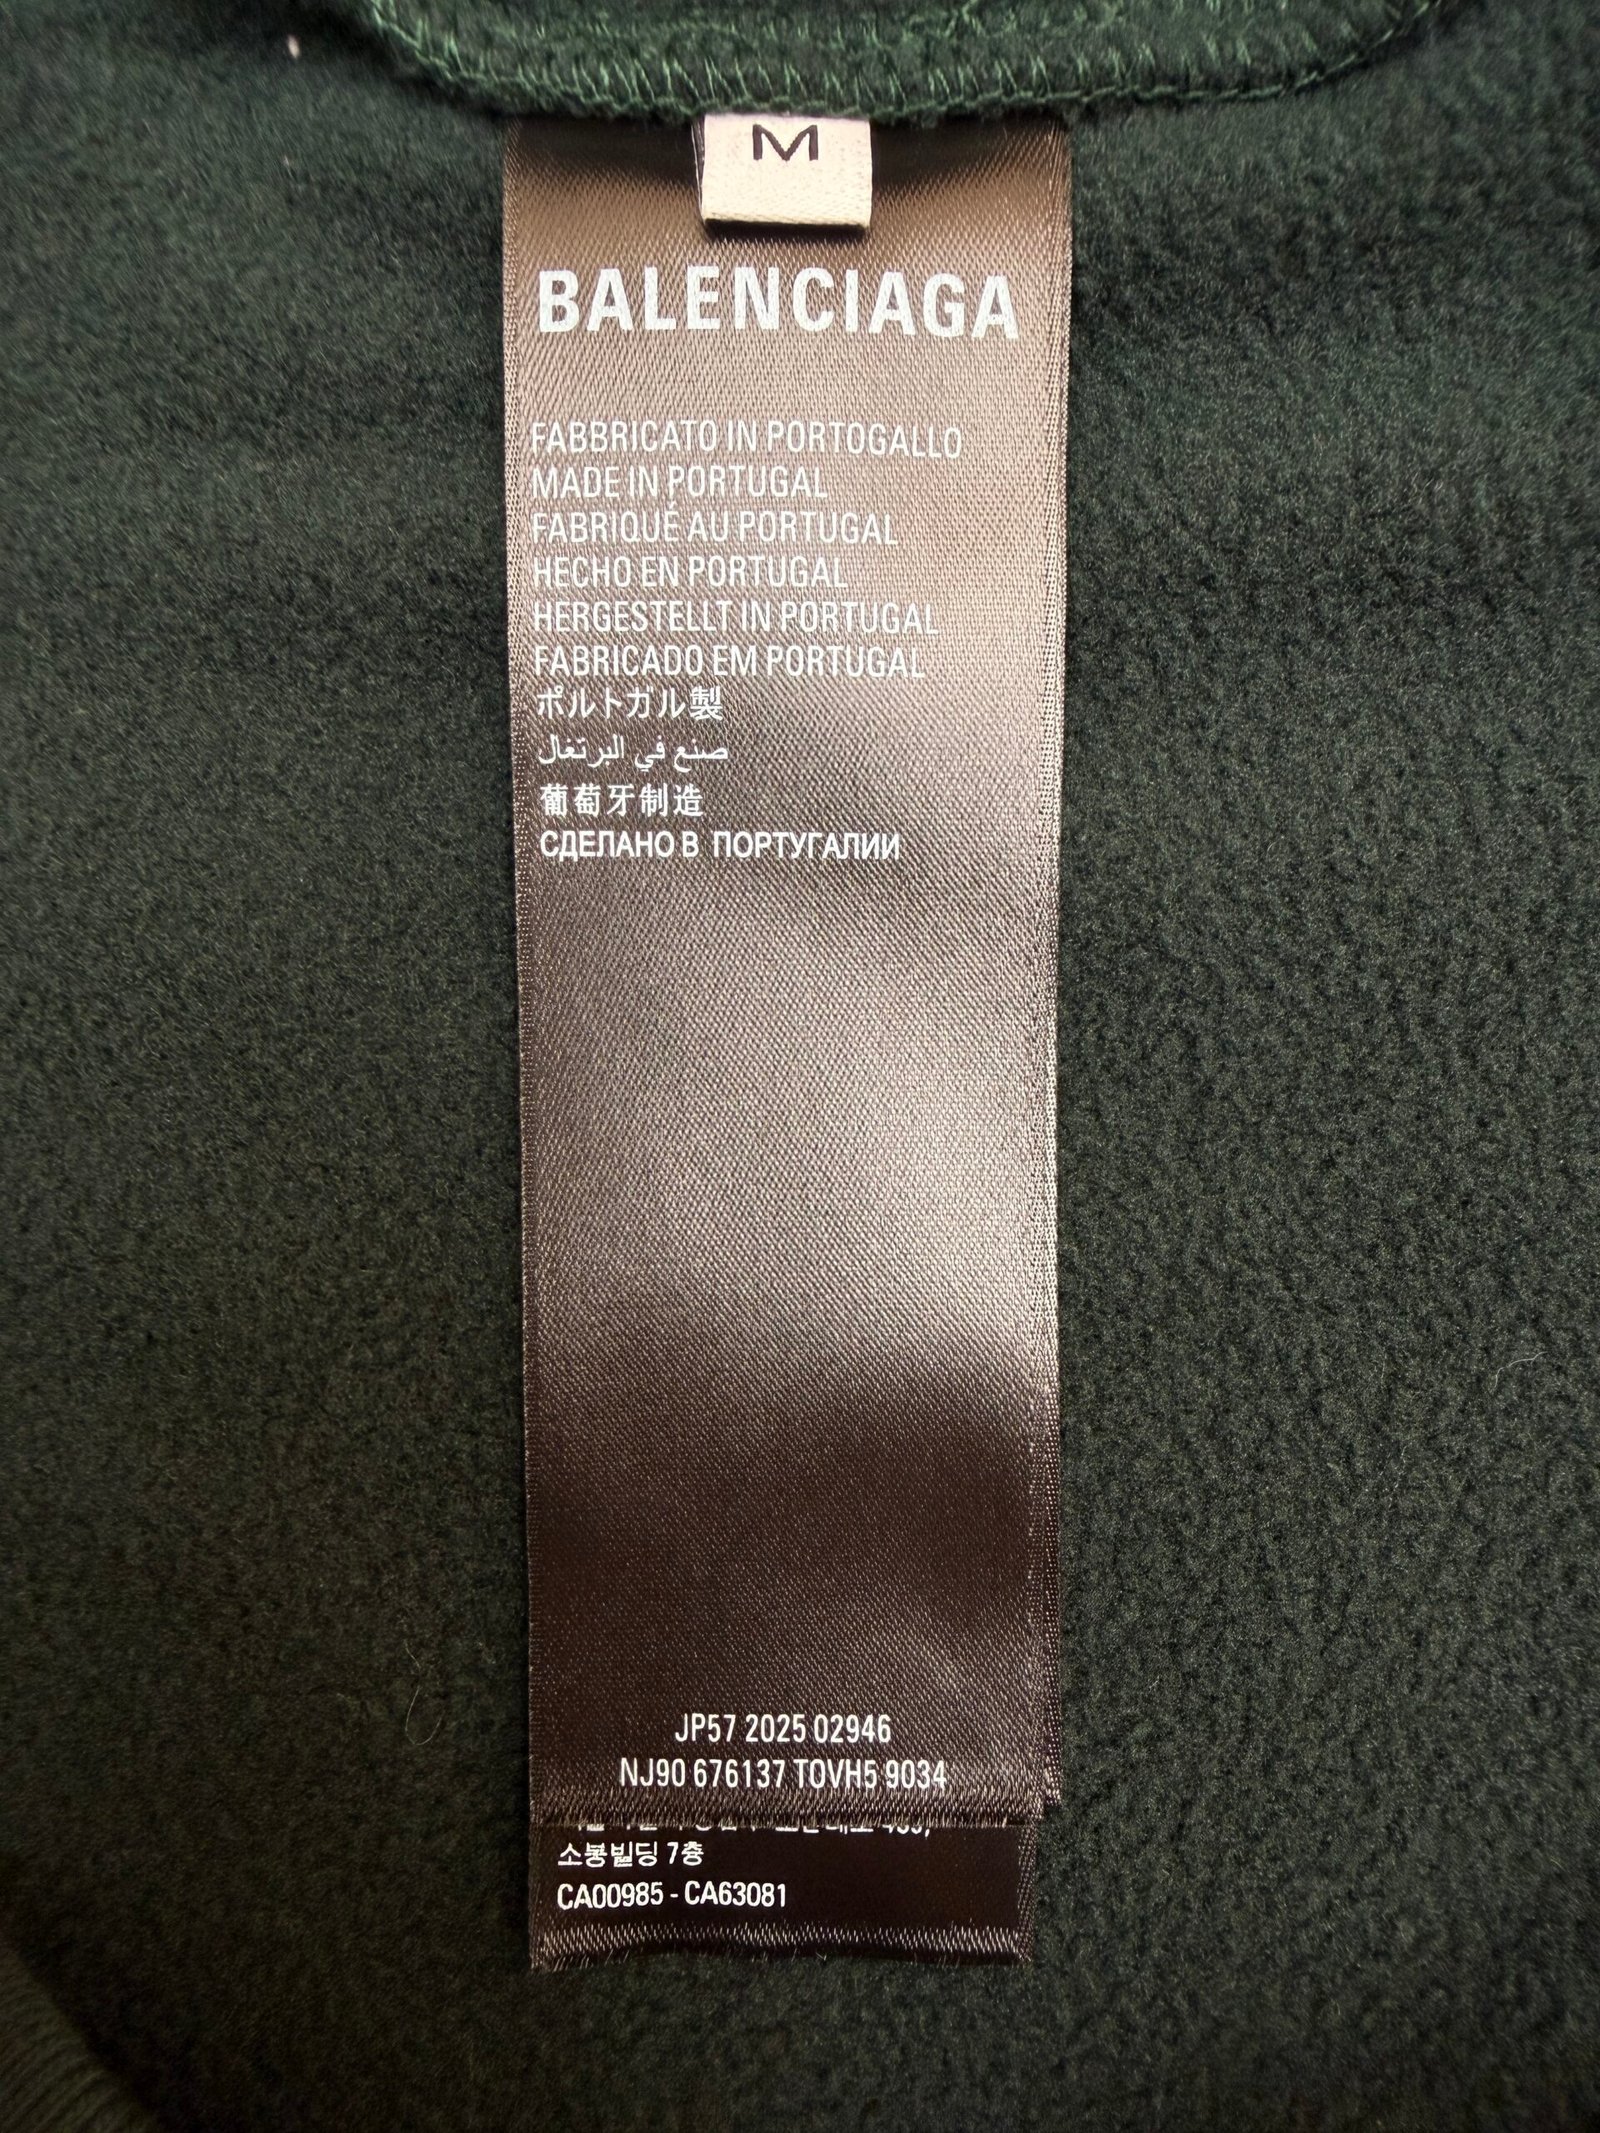 M
BALENCIAGA
FABBRICATO IN PORTOGALLO
MADE IN PORTUGAL
FABRIQUÉ AU PORTUGAL
HECHO EN PORTUGAL
HERGESTELLT IN PORTUGAL
FABRICADO EM PORTUGAL
ポルトガル製
صنع في البرتغال
葡萄牙制造
СДЕЛАНО В ПОРТУГАЛИИ
JP57 2025 02946
NJ90 676137 TOVH5 9034
소봉빌딩 7층
CA00985 - CA63081